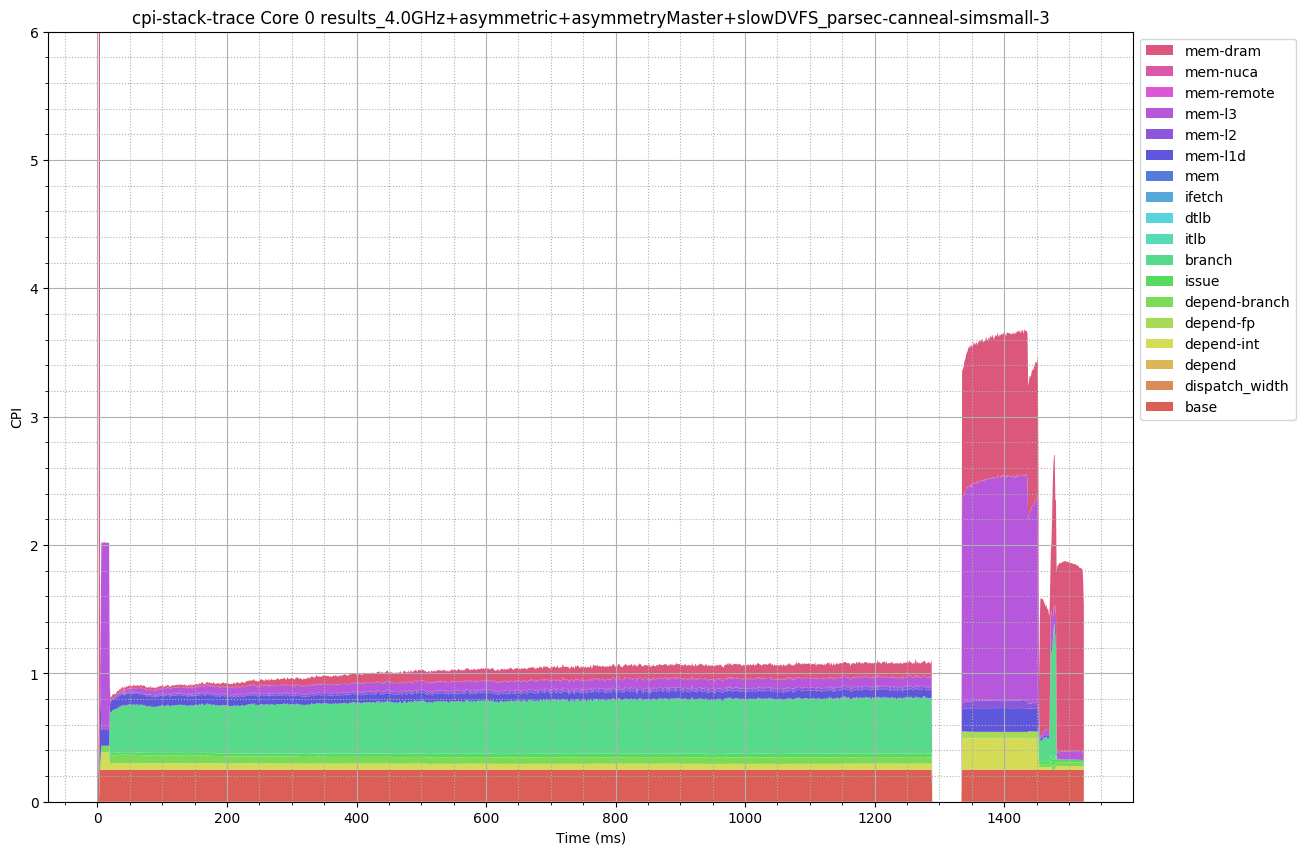 cpi-stack-trace Core 0 results_4.0GHz+asymmetric+asymmetryMaster+slowDVFS_parsec-canneal-simsmall-3
6
5
4
3
2
1
0
CPI
0 200 400 600 800 1000 1200 1400
Time (ms)
mem-dram
mem-nuca
mem-remote
mem-l3
mem-l2
mem-l1d
mem
ifetch
dtlb
itlb
branch
issue
depend-branch
depend-fp
depend-int
depend
dispatch_width
base